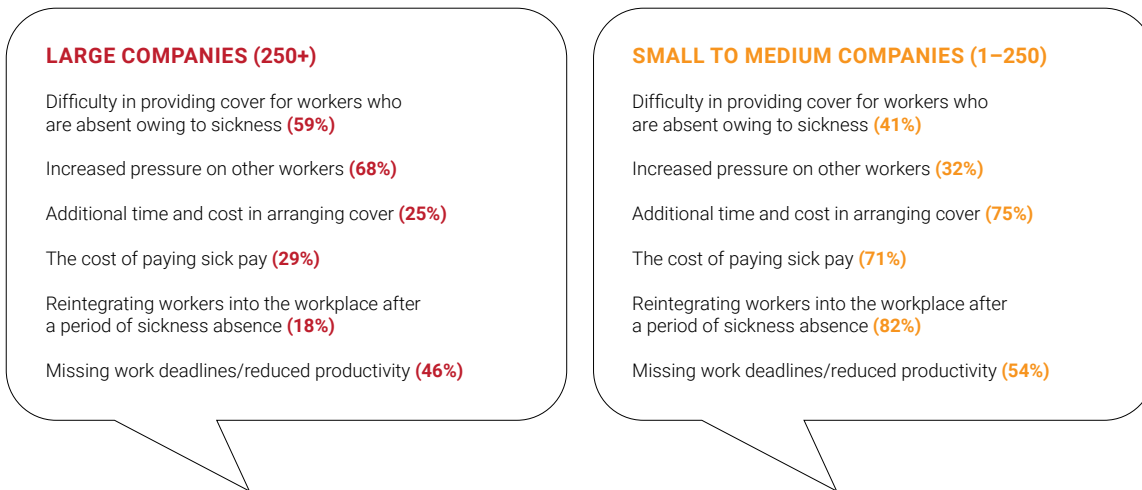 LARGE COMPANIES (250+)
Difficulty in providing cover for workers who
are absent owing to sickness (59%)
Increased pressure on other workers (68%)
Additional time and cost in arranging cover (25%)
The cost of paying sick pay (29%)
Reintegrating workers into the workplace after
a period of sickness absence (18%)
Missing work deadlines/reduced productivity (46%)
SMALL TO MEDIUM COMPANIES (1–250)
Difficulty in providing cover for workers who
are absent owing to sickness (41%)
Increased pressure on other workers (32%)
Additional time and cost in arranging cover (75%)
The cost of paying sick pay (71%)
Reintegrating workers into the workplace after
a period of sickness absence (82%)
Missing work deadlines/reduced productivity (54%)